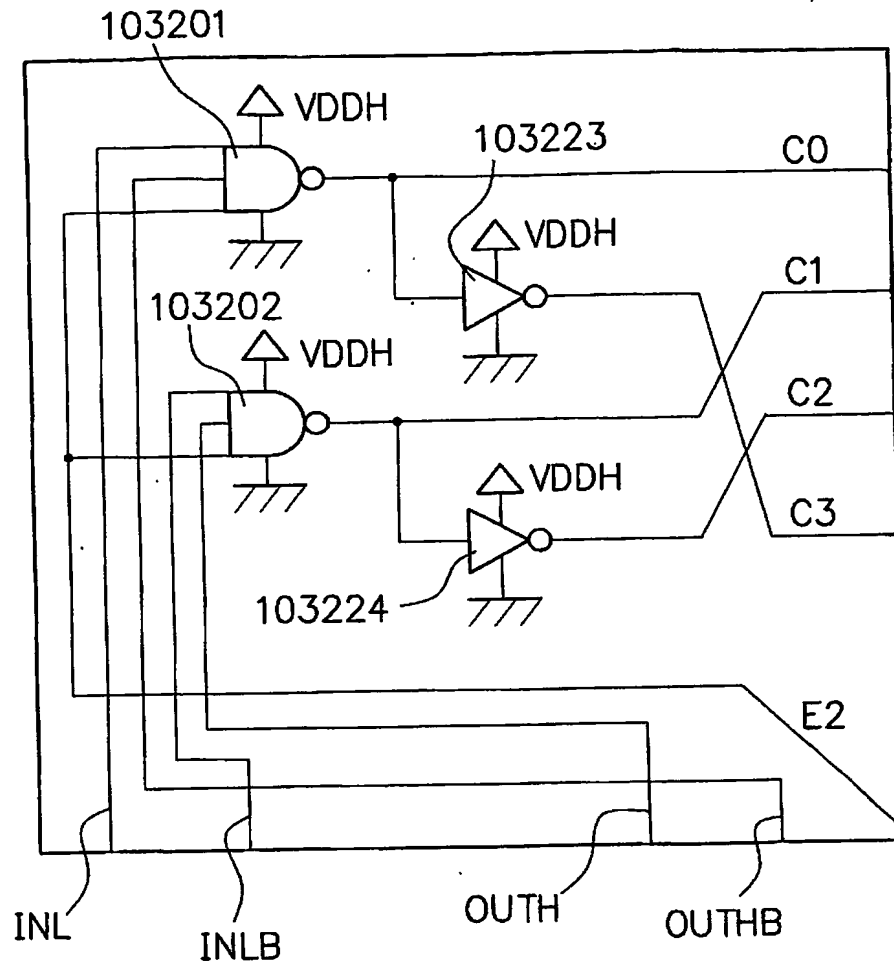 103201
VDDH
103223
C0
VDDH
C1
103202
VDDH
C2
VDDH
C3
103224
E2
INL
INLB
OUTH
OUTHB